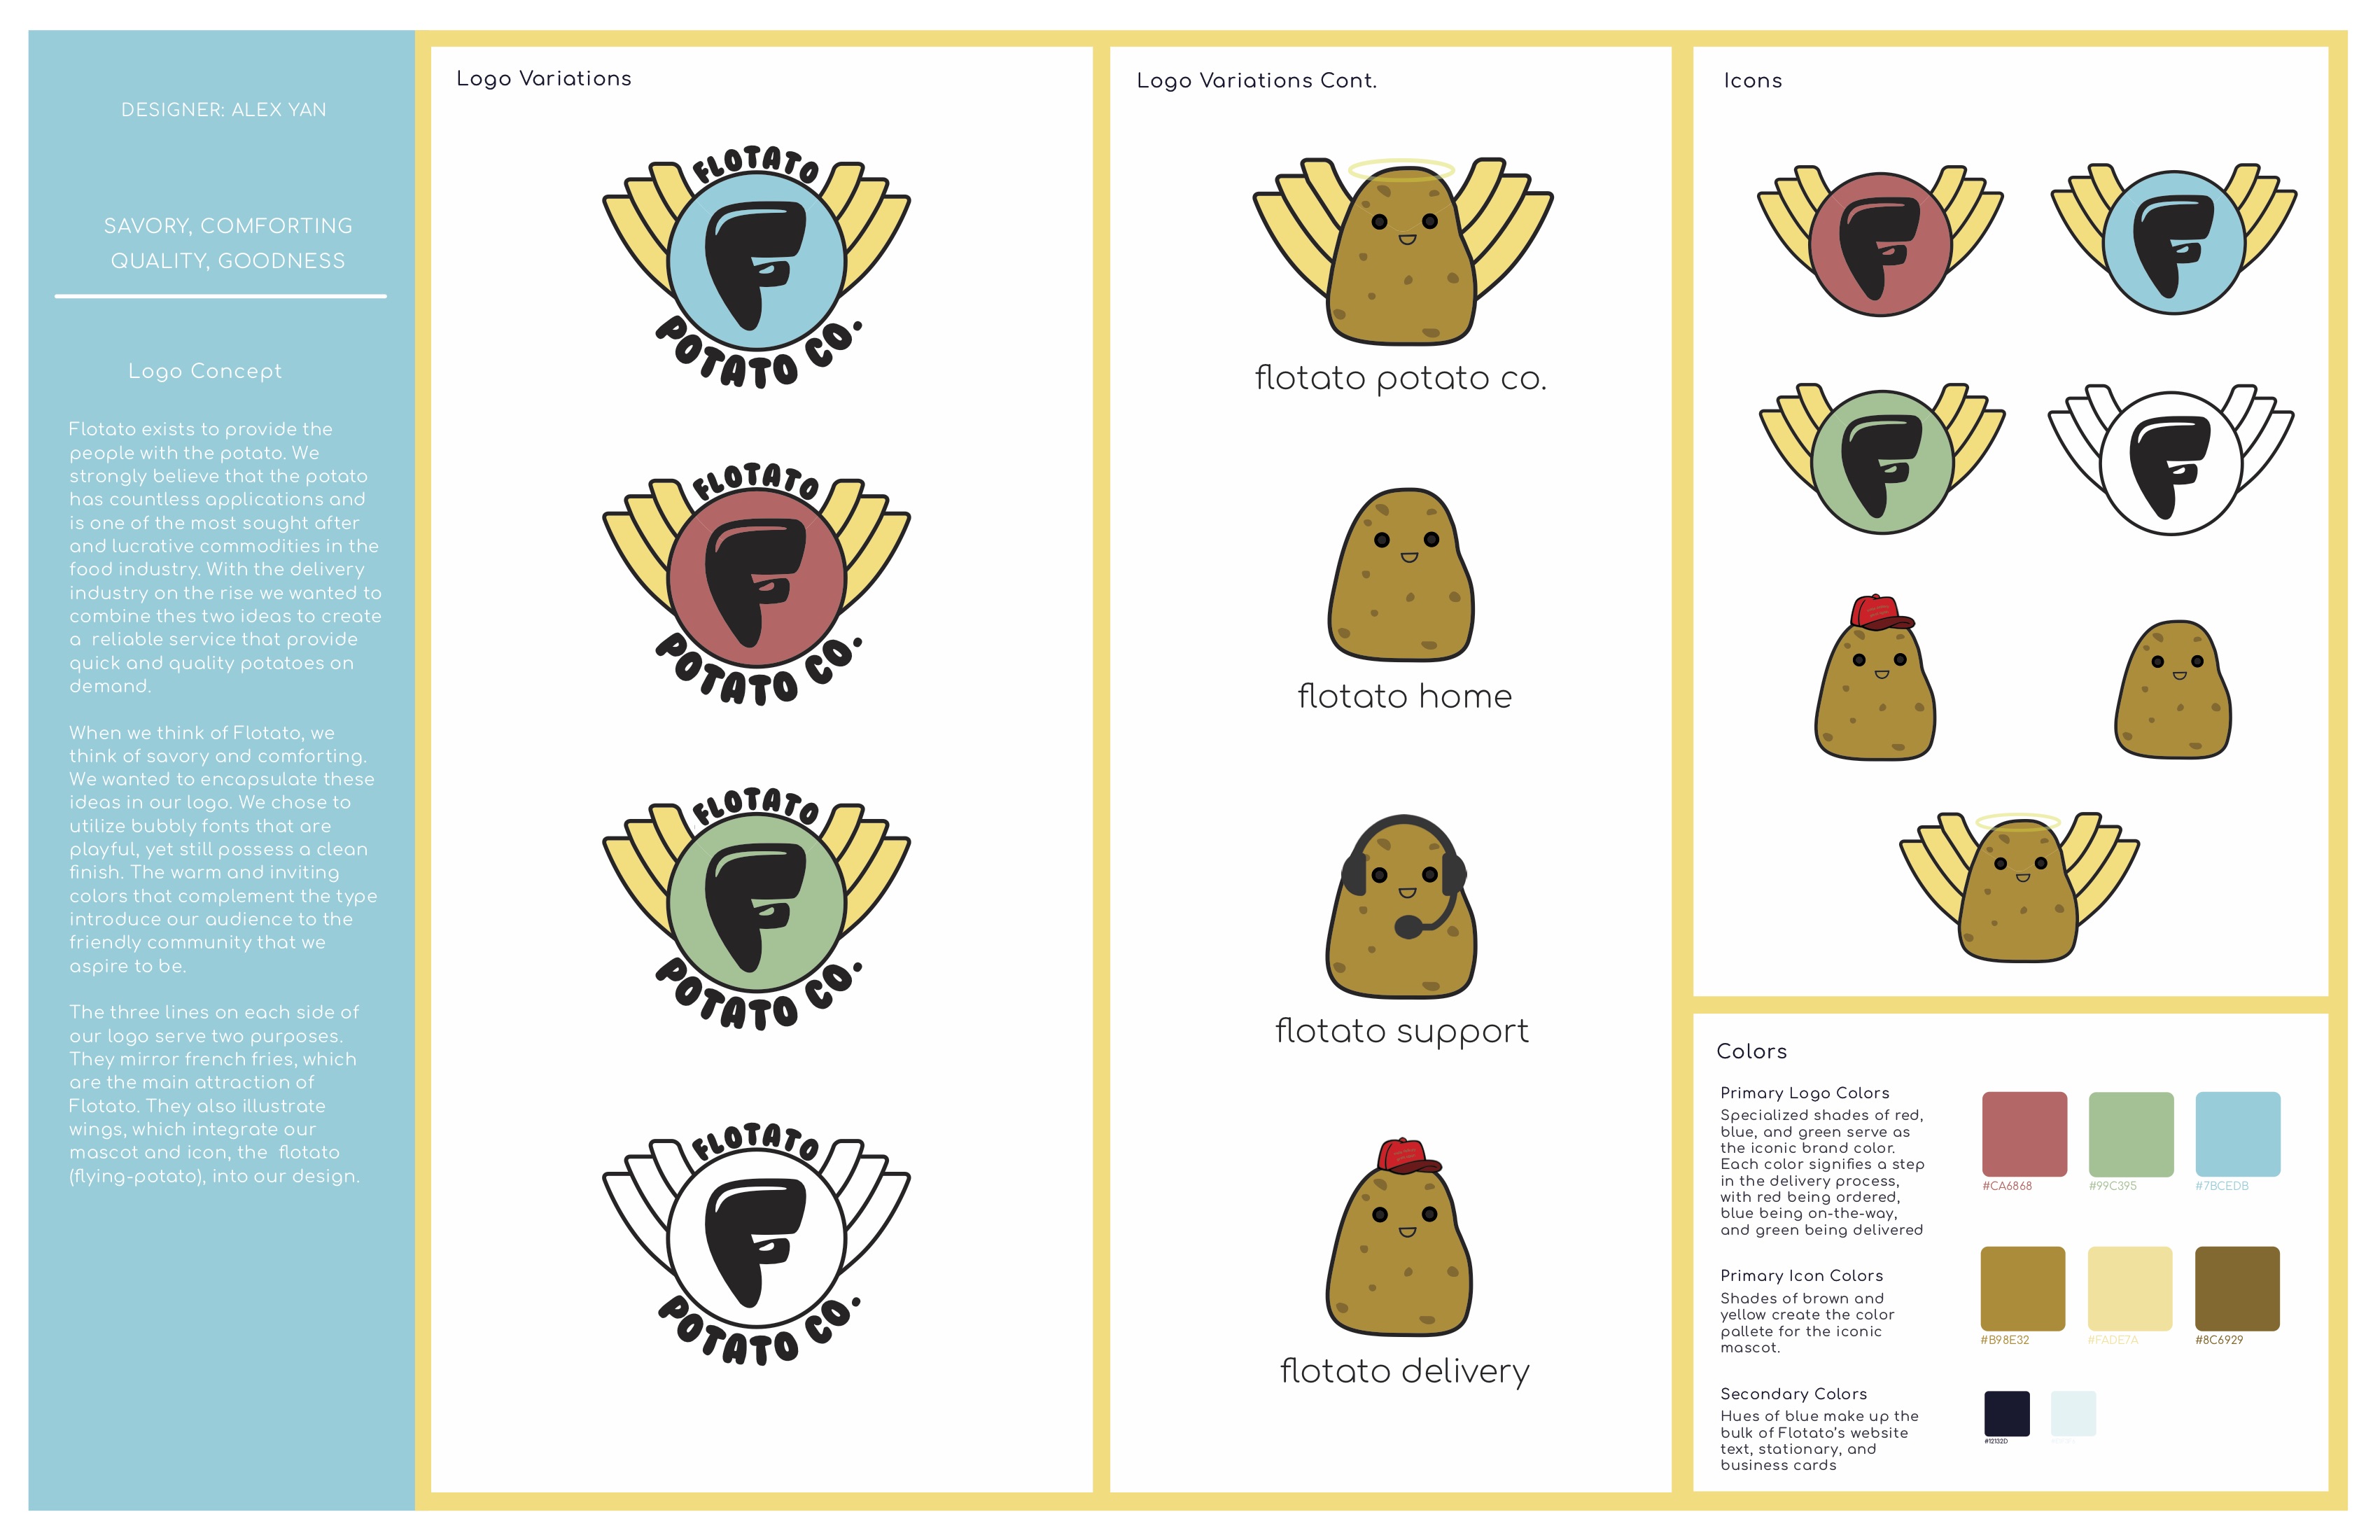 DESIGNER: ALEX YAN
SAVORY, COMFORTING
QUALITY, GOODNESS
Logo Concept
Flotato exists to provide the
people with the potato. We
strongly believe that the potato
has countless applications and
is one of the most sought after
and lucrative commodities in the
food industry. With the delivery
industry on the rise we wanted to
combine thes two ideas to create
a reliable service that provide
quick and quality potatoes on
demand.
When we think of Flotato, we
think of savory and comforting.
We wanted to encapsulate these
ideas in our logo. We chose to
utilize bubbly fonts that are
playful, yet still possess a clean
finish. The warm and inviting
colors that complement the type
introduce our audience to the
friendly community that we
aspire to be.
The three lines on each side of
our logo serve two purposes.
They mirror french fries, which
are the main attraction of
Flotato. They also illustrate
wings, which integrate our
mascot and icon, the flotato
(flying-potato), into our design.
Logo Variations
FLOTATO
F
POTATO CO.
FLOTATO
F
POTATO CO.
FLOTATO
F
POTATO CO.
FLOTATO
F
POTATO CO.
Logo Variations Cont.
flotato potato co.
flotato home
flotato support
flotato delivery
Icons
F
F
F
F
Colors
Primary Logo Colors
Specialized shades of red,
blue, and green serve as
the iconic brand color.
Each color signifies a step
in the delivery process,
with red being ordered,
blue being on-the-way,
and green being delivered
#CA6868
#99C395
#7BCEDB
Primary Icon Colors
Shades of brown and
yellow create the color
pallete for the iconic
mascot.
#B98E32
#FADE7A
#8C6929
Secondary Colors
Hues of blue make up the
bulk of Flotato's website
text, stationary, and
business cards
#12132D